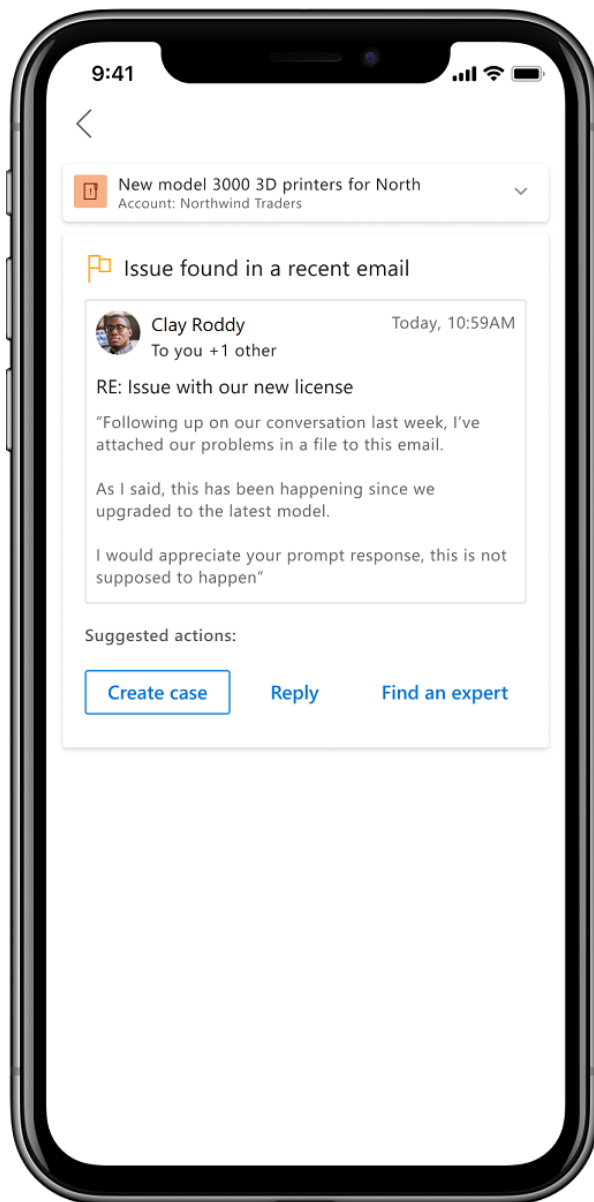 9:41
New model 3000 3D printers for North
Account: Northwind Traders
Issue found in a recent email
Clay Roddy
Today, 10:59AM
To you +1 other
RE: Issue with our new license
“Following up on our conversation last week, I’ve
attached our problems in a file to this email.
As I said, this has been happening since we
upgraded to the latest model.
I would appreciate your prompt response, this is not
supposed to happen”
Suggested actions:
Create case
Reply
Find an expert